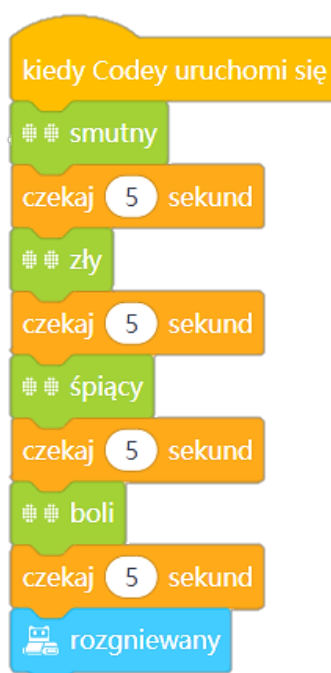 kiedy Codey uruchomi się
smutny
czekaj 5 sekund
zły
czekaj 5 sekund
śpiący
czekaj 5 sekund
boli
czekaj 5 sekund
rozgniewany